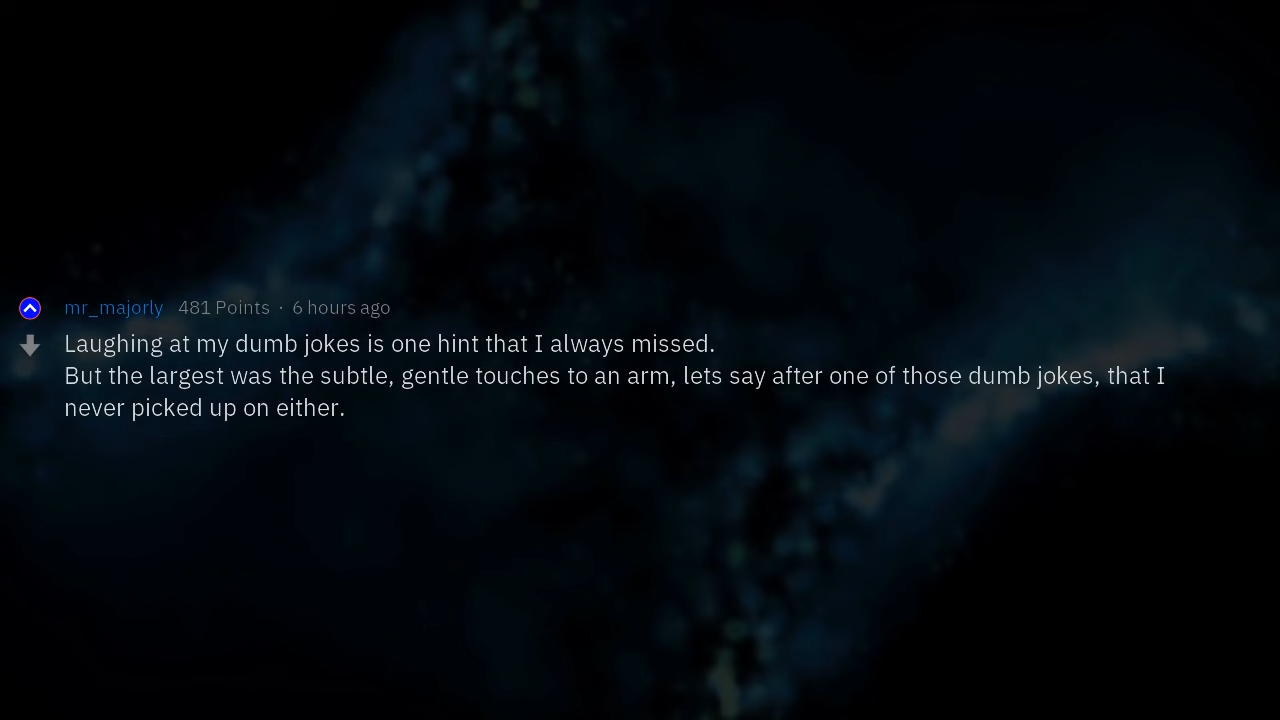 mr_majorly 481 Points · 6 hours ago
Laughing at my dumb jokes is one hint that I always missed.
But the largest was the subtle, gentle touches to an arm, lets say after one of those dumb jokes, that I
never picked up on either.